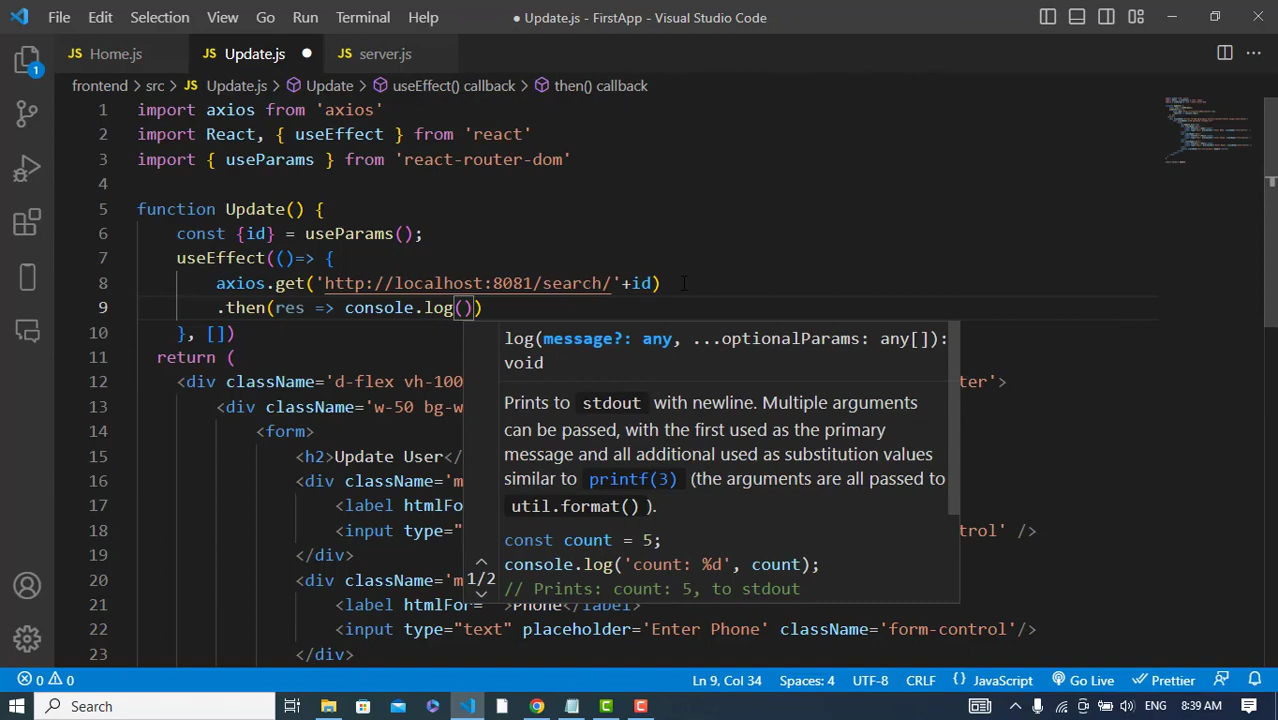 File Edit Selection View Go Run Terminal Help ● Update.js - FirstApp - Visual Studio Code
JS Home.js JS Update.js ● JS server.js
frontend > src > JS Update.js > Update > useEffect() callback > then() callback
1 import axios from 'axios'
2 import React, { useEffect } from 'react'
3 import { useParams } from 'react-router-dom'
4
5 function Update() {
6 const {id} = useParams();
7 useEffect(()=> {
8 axios.get('http://localhost:8081/search/'+id)
9 .then(res => console.log())
10 }, [])
11 return (
12 <div className='d-flex vh-100 ter'>
13 <div className='w-50 bg-w
14 <form>
15 <h2>Update User</
16 <div className='m
17 <label htmlFo
18 <input type=" rol' />
19 </div>
20 <div className='m
21 <label htmlFor="">Phone</label>
22 <input type="text" placeholder='Enter Phone' className='form-control'/>
23 </div>
log(message?: any, ...optionalParams: any[]):
void
Prints to stdout with newline. Multiple arguments
can be passed, with the first used as the primary
message and all additional used as substitution values
similar to printf(3) (the arguments are all passed to
util.format() ).
const count = 5;
console.log('count: %d', count);
// Prints: count: 5, to stdout
1/2
1
0 0 Ln 9, Col 34 Spaces: 4 UTF-8 CRLF {} JavaScript Go Live Prettier
Search ENG 8:39 AM